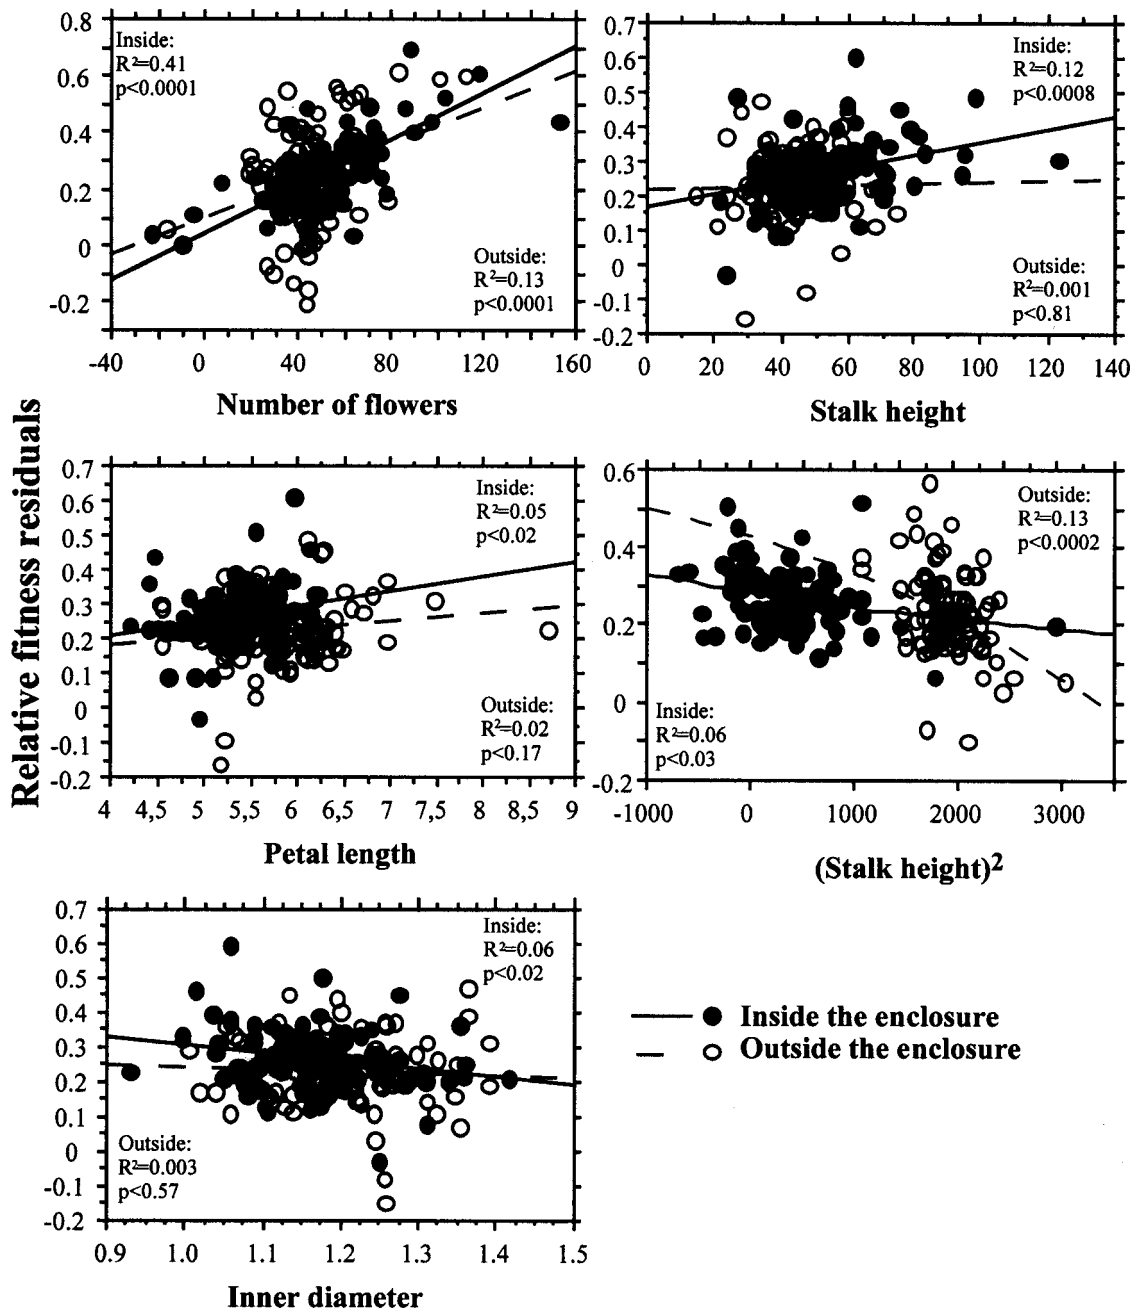 Relative fitness residuals
0.8
0.6
0.4
0.2
0
-0.2
Inside:
R²=0.41
p<0.0001
Outside:
R²=0.13
p<0.0001
-40 0 40 80 120 160
Number of flowers
0.7
0.6
0.5
0.4
0.3
0.2
0.1
0
-0.1
-0.2
Inside:
R²=0.12
p<0.0008
Outside:
R²=0.001
p<0.81
0 20 40 60 80 100 120 140
Stalk height
0.7
0.6
0.5
0.4
0.3
0.2
0.1
0
-0.1
-0.2
Inside:
R²=0.05
p<0.02
Outside:
R²=0.02
p<0.17
4 4,5 5 5,5 6 6,5 7 7,5 8 8,5 9
Petal length
0.6
0.4
0.2
0
-0.2
Outside:
R²=0.13
p<0.0002
Inside:
R²=0.06
p<0.03
-1000 0 1000 2000 3000
(Stalk height)²
0.7
0.6
0.5
0.4
0.3
0.2
0.1
0
-0.1
-0.2
Inside:
R²=0.06
p<0.02
Outside:
R²=0.003
p<0.57
0.9 1.0 1.1 1.2 1.3 1.4 1.5
Inner diameter
Inside the enclosure
Outside the enclosure